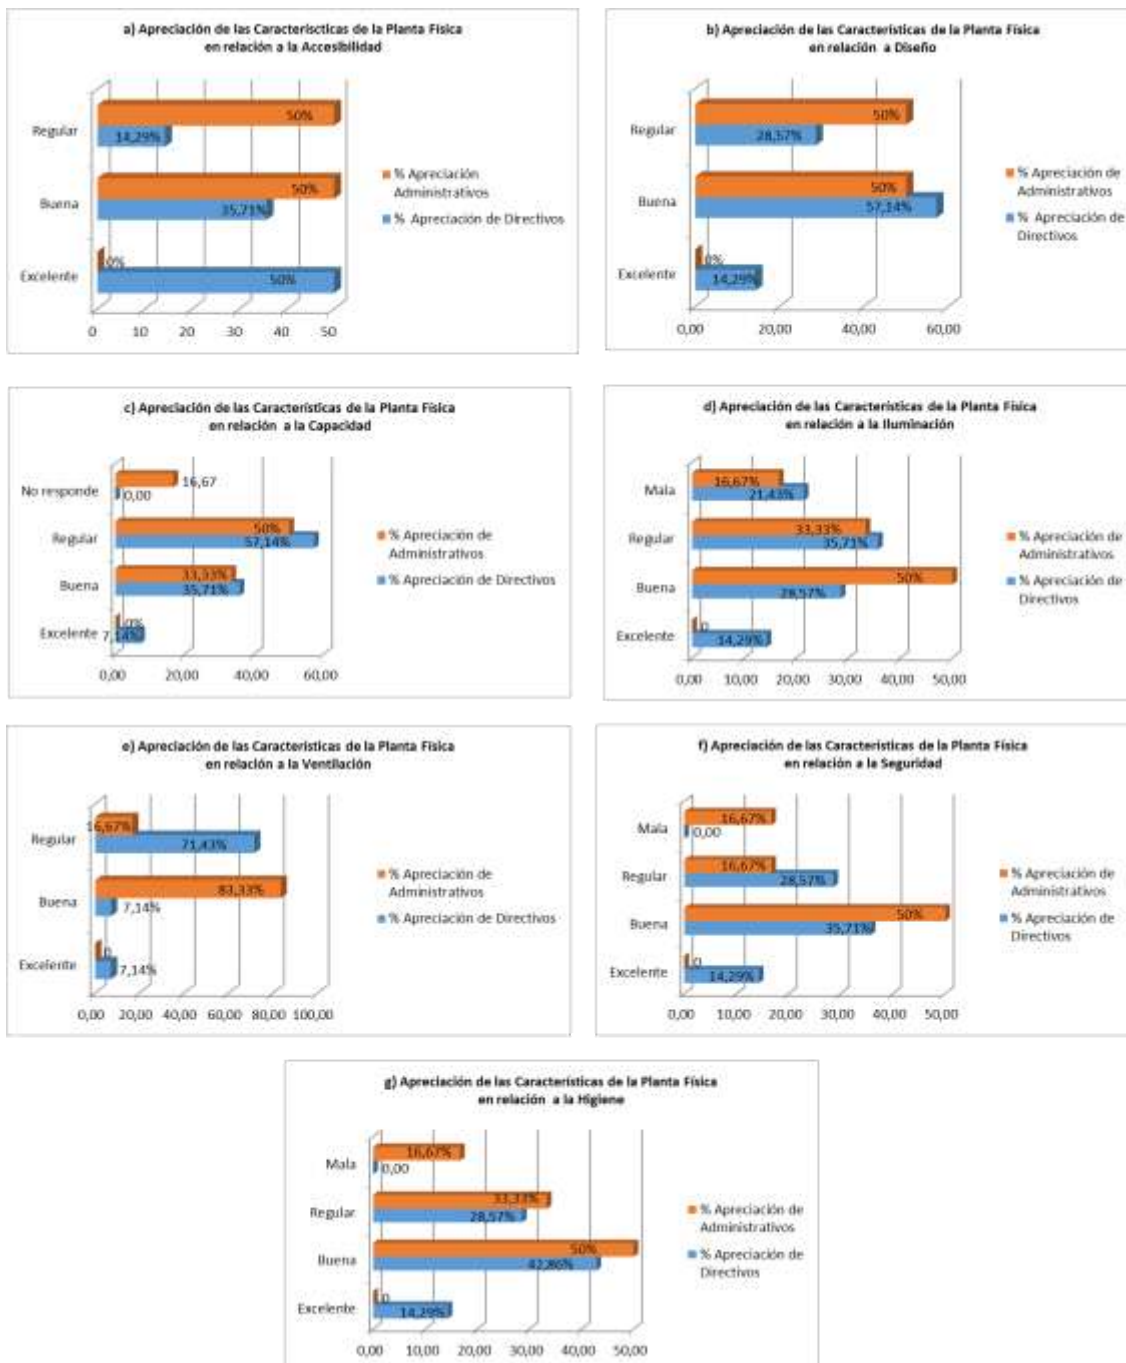 a) Apreciación de las Caracteríscticas de la Planta Física
en relación a la Accesibilidad
Regular
50%
14,29%
Buena
50%
35,71%
Excelente
0%
50%
0 10 20 30 40 50
% Apreciación
Administrativos
% Apreciación de Directivos
b) Apreciación de las Características de la Planta Física
en relación a Diseño
Regular
50%
28,57%
Buena
50%
57,14%
Excelente
0%
14,29%
0,00 20,00 40,00 60,00
% Apreciación de
Administrativos
% Apreciación de
Directivos
c) Apreciación de las Características de la Planta Física
en relación a la Capacidad
No responde
16,67
0,00
Regular
50%
57,14%
Buena
33,33%
35,71%
Excelente
0%
7,14%
0,00 20,00 40,00 60,00
% Apreciación de
Administrativos
% Apreciación de Directivos
d) Apreciación de las Características de la Planta Física
en relación a la Iluminación
Mala
16,67%
21,43%
Regular
33,33%
35,71%
Buena
50%
28,57%
Excelente
0
14,29%
0,00 10,00 20,00 30,00 40,00 50,00
% Apreciación de
Administrativos
% Apreciación de
Directivos
e) Apreciación de las Características de la Planta Física
en relación a la Ventilación
Regular
16,67%
71,43%
Buena
83,33%
7,14%
Excelente
0
7,14%
0,00 20,00 40,00 60,00 80,00 100,00
% Apreciación de
Administrativos
% Apreciación de Directivos
f) Apreciación de las Características de la Planta Física
en relación a la Seguridad
Mala
16,67%
0,00
Regular
16,67%
28,57%
Buena
50%
35,71%
Excelente
0
14,29%
0,00 10,00 20,00 30,00 40,00 50,00
% Apreciación de
Administrativos
% Apreciación de
Directivos
g) Apreciación de las Características de la Planta Física
en relación a la Higiene
Mala
16,67%
0,00
Regular
33,33%
28,57%
Buena
50%
42,86%
Excelente
0
14,29%
0,00 10,00 20,00 30,00 40,00 50,00
% Apreciación de
Administrativos
% Apreciación de
Directivos